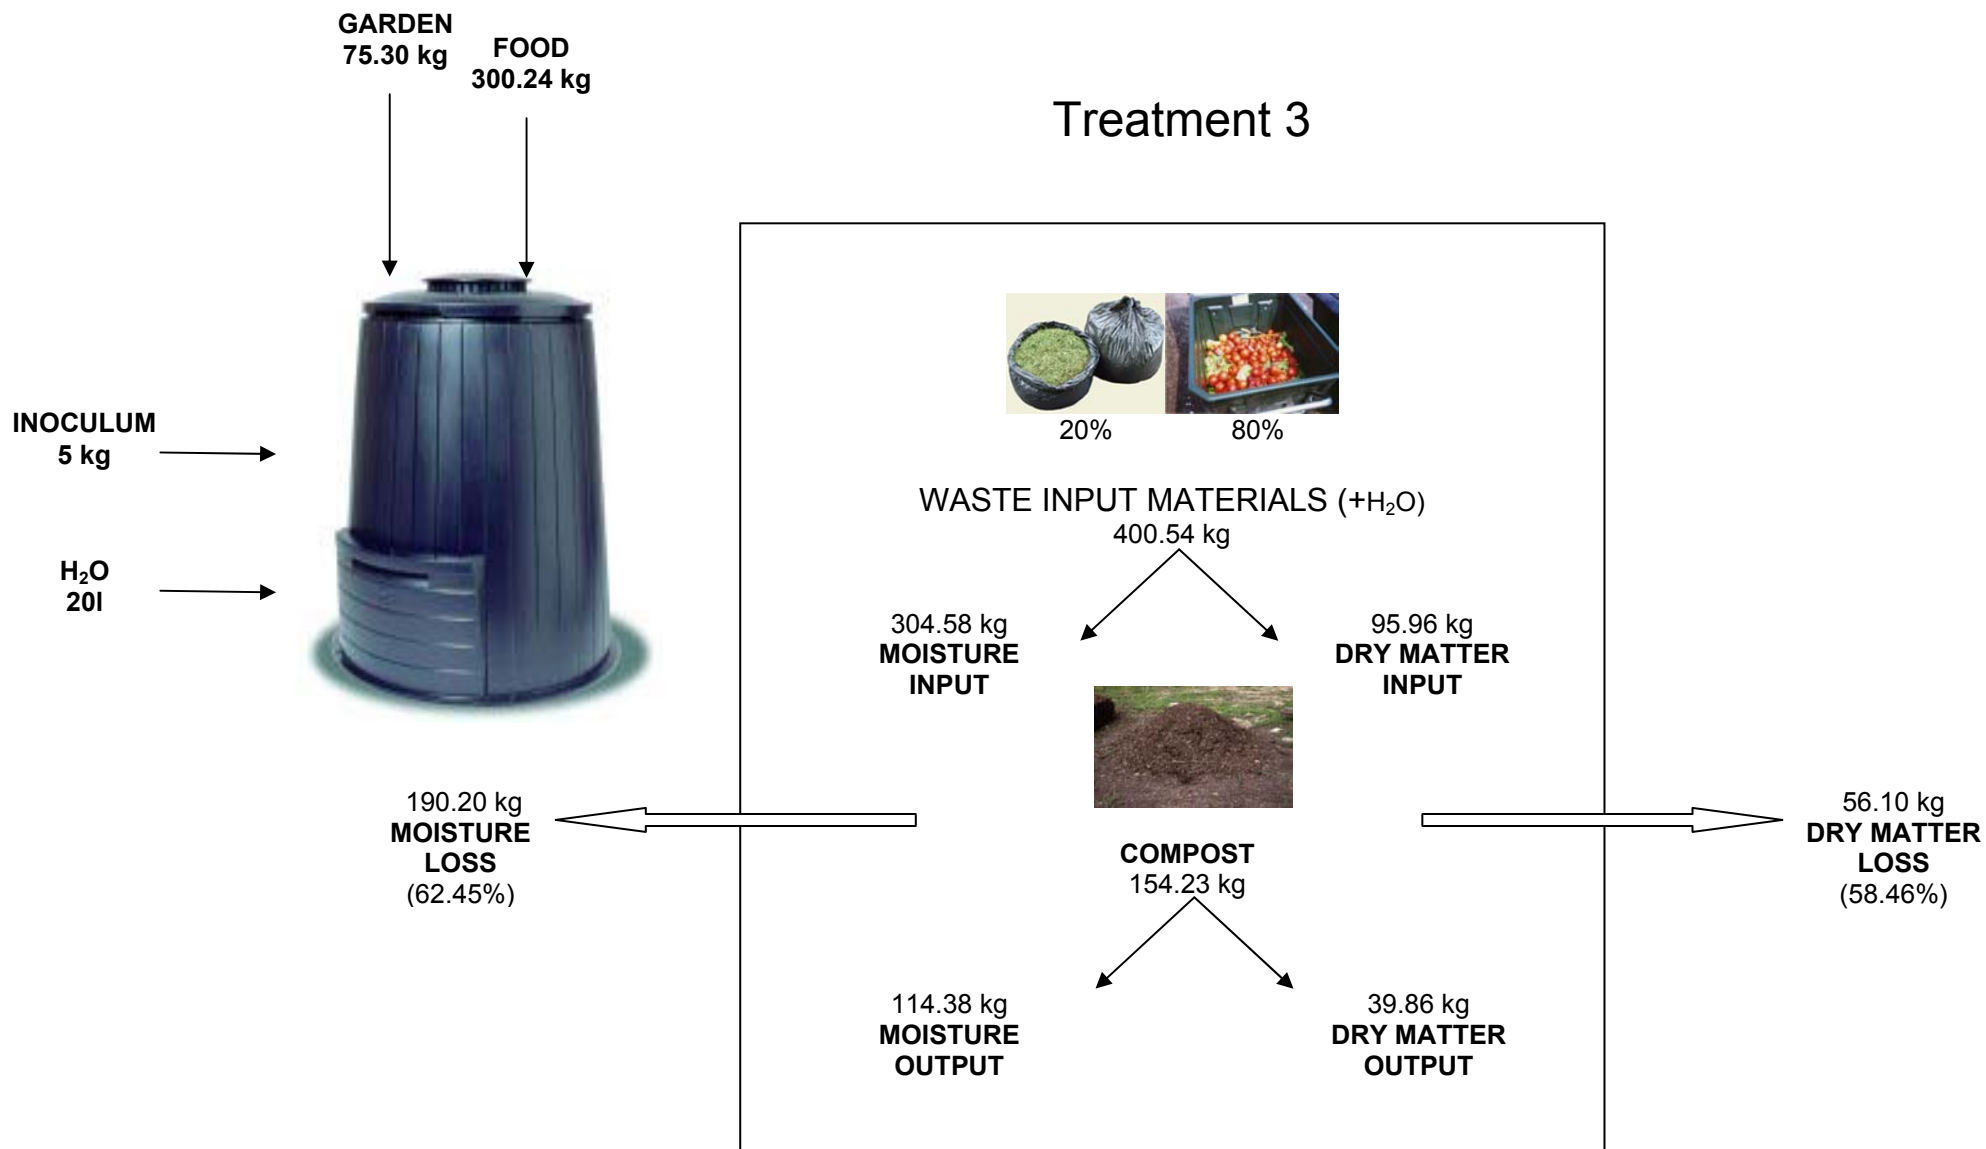 GARDEN
75.30 kg
FOOD
300.24 kg
Treatment 3
INOCULUM
5 kg
H₂O
20l
20%
80%
WASTE INPUT MATERIALS (+H₂O)
400.54 kg
304.58 kg
MOISTURE
INPUT
95.96 kg
DRY MATTER
INPUT
190.20 kg
MOISTURE
LOSS
(62.45%)
COMPOST
154.23 kg
56.10 kg
DRY MATTER
LOSS
(58.46%)
114.38 kg
MOISTURE
OUTPUT
39.86 kg
DRY MATTER
OUTPUT